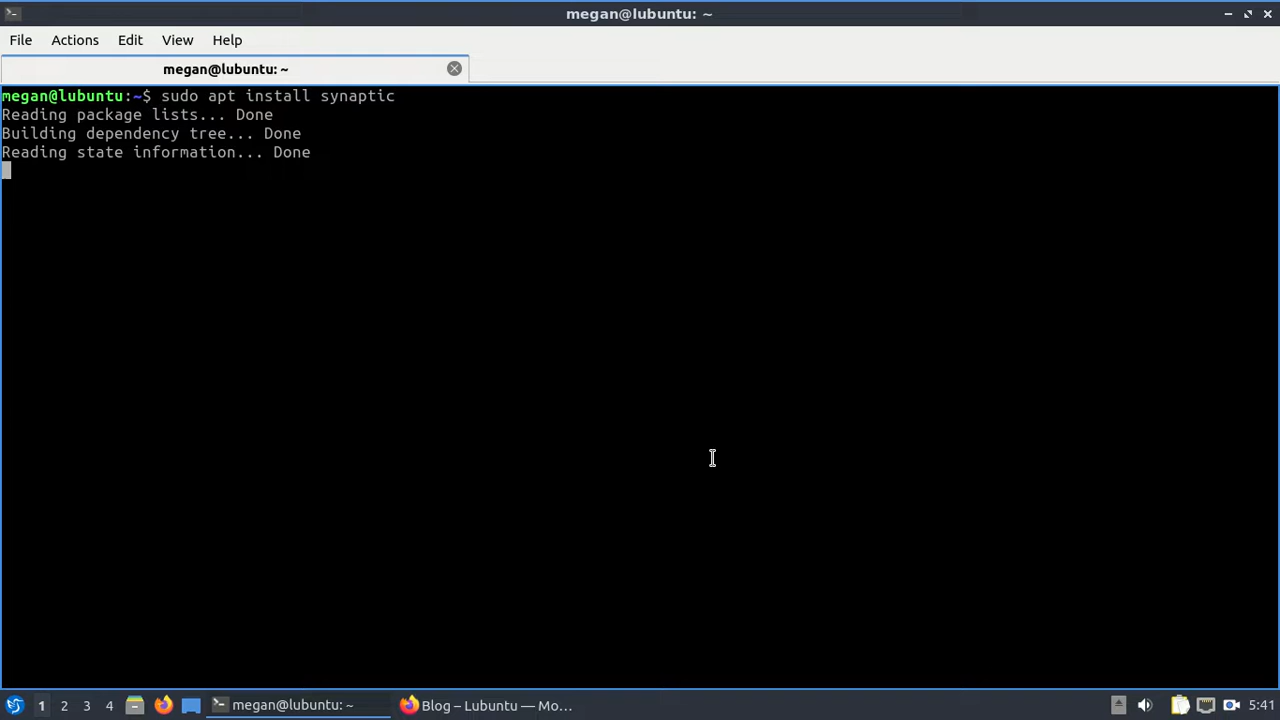 megan@lubuntu: ~
File Actions Edit View Help
megan@lubuntu: ~
megan@lubuntu:~$ sudo apt install synaptic
Reading package lists... Done
Building dependency tree... Done
Reading state information... Done
1 2 3 4 megan@lubuntu: ~ Blog – Lubuntu — Mo... 5:41